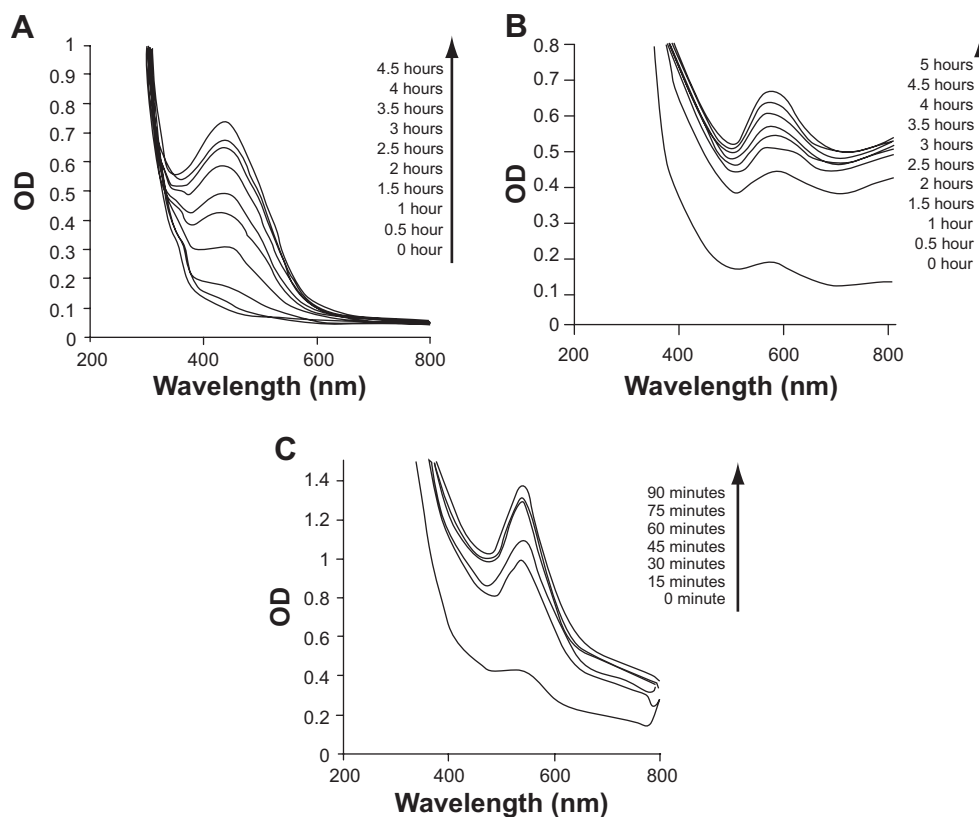 A
OD
1
0.9
0.8
0.7
0.6
0.5
0.4
0.3
0.2
0.1
0
200
400
600
800
Wavelength (nm)
4.5 hours
4 hours
3.5 hours
3 hours
2.5 hours
2 hours
1.5 hours
1 hour
0.5 hour
0 hour
B
OD
0.8
0.7
0.6
0.5
0.4
0.3
0.2
0.1
0
200
400
600
800
Wavelength (nm)
5 hours
4.5 hours
4 hours
3.5 hours
3 hours
2.5 hours
2 hours
1.5 hours
1 hour
0.5 hour
0 hour
C
OD
1.4
1.2
1
0.8
0.6
0.4
0.2
0
200
400
600
800
Wavelength (nm)
90 minutes
75 minutes
60 minutes
45 minutes
30 minutes
15 minutes
0 minute